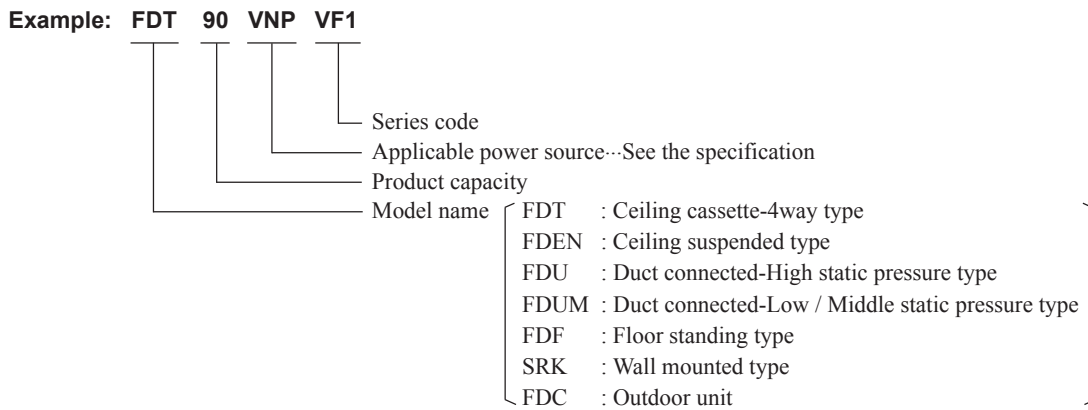 Example: FDT 90 VNP VF1
Series code
Applicable power source···See the specification
Product capacity
Model name
FDT : Ceiling cassette-4way type
FDEN : Ceiling suspended type
FDU : Duct connected-High static pressure type
FDUM : Duct connected-Low / Middle static pressure type
FDF : Floor standing type
SRK : Wall mounted type
FDC : Outdoor unit